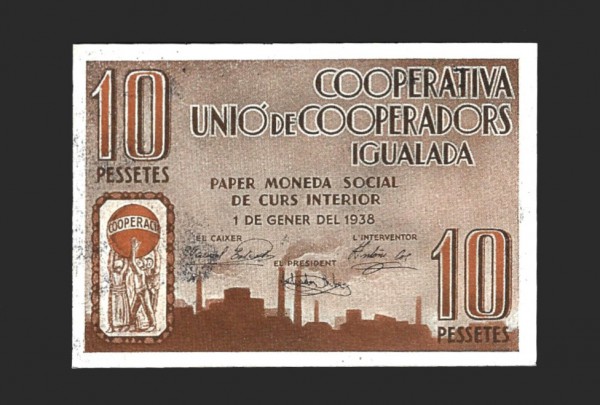 10
PESSETES
COOPERATIVA
UNIÓ DE COOPERADORS
IGUALADA
PAPER MONEDA SOCIAL
DE CURS INTERIOR
1 DE GENER DEL 1938
EL CAIXER
L'INTERVENTOR
EL PRESIDENT
COOPERACIÓ
10
PESSETES